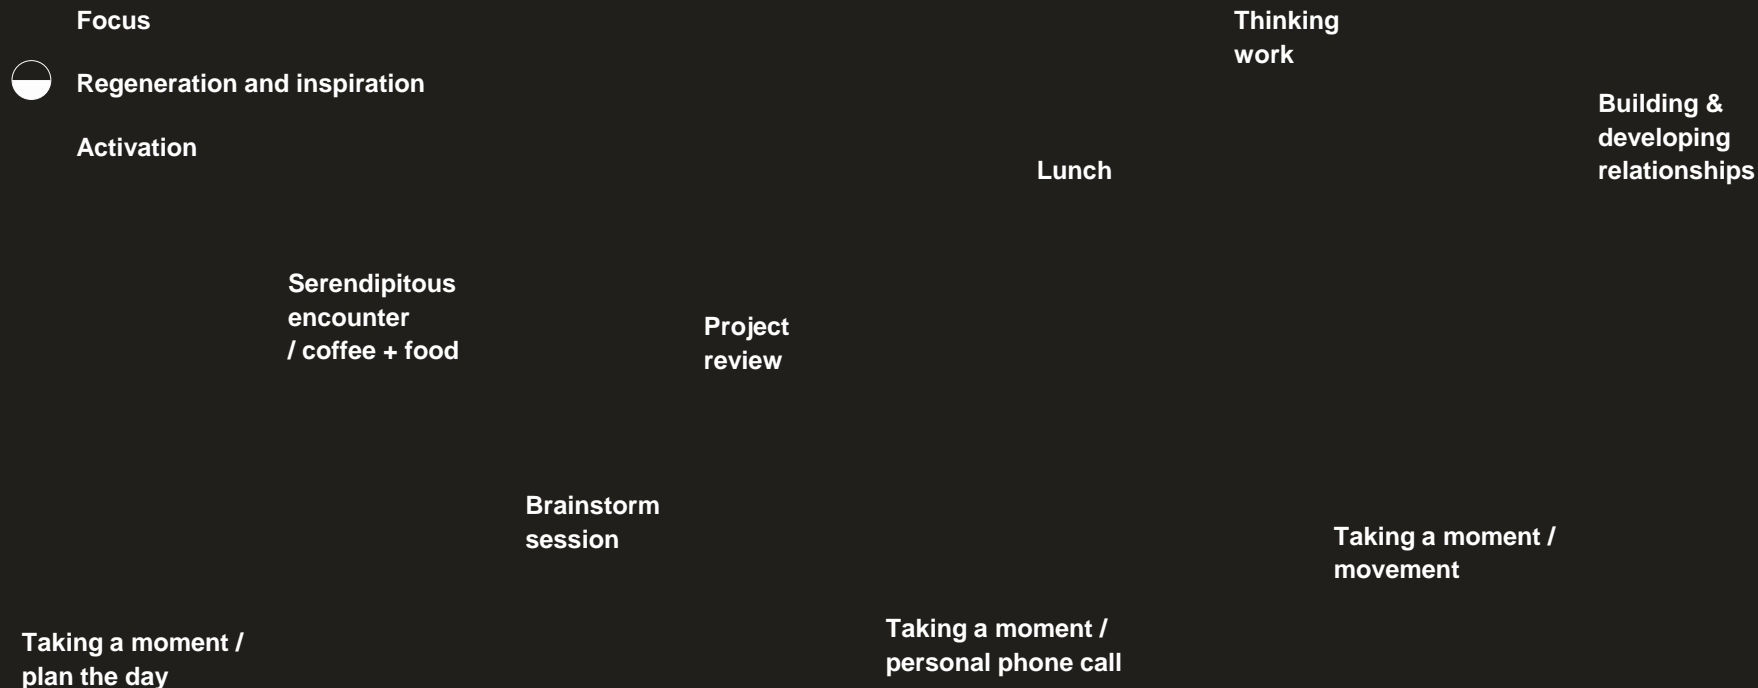 Focus
Regeneration and inspiration
Activation
Thinking
work
Building &
developing
relationships
Lunch
Serendipitous
encounter
/ coffee + food
Project
review
Brainstorm
session
Taking a moment /
movement
Taking a moment /
personal phone call
Taking a moment /
plan the day